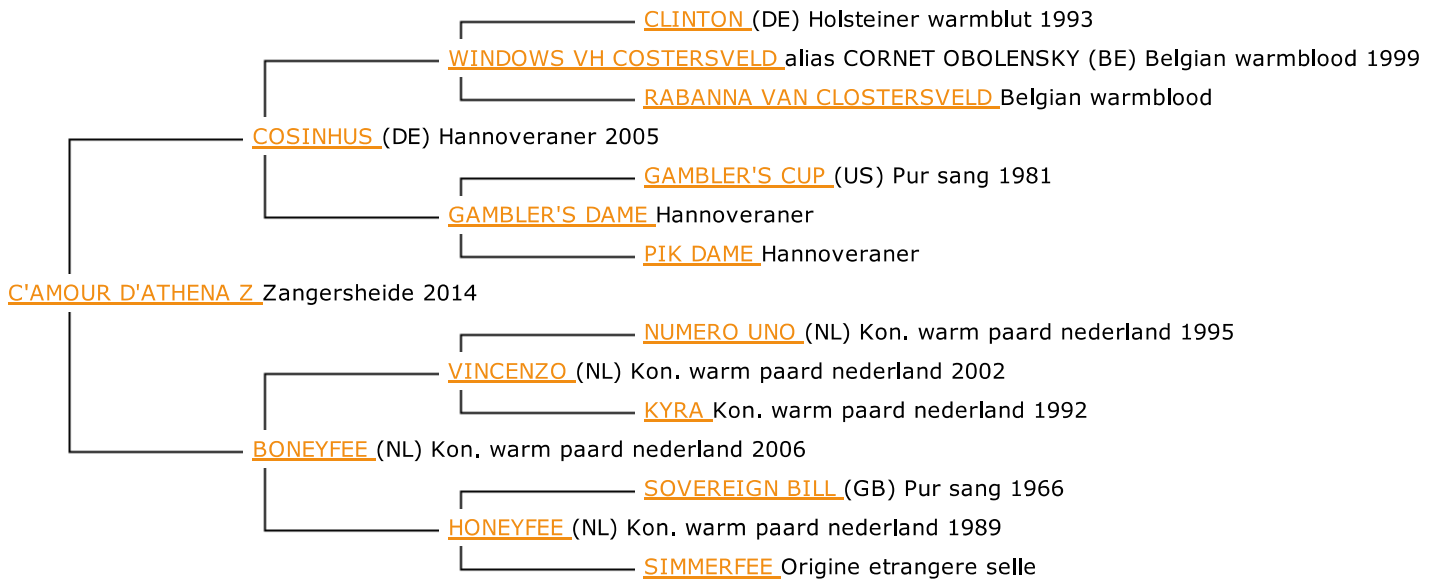 CLINTON (DE) Holsteiner warmblut 1993
WINDOWS VH COSTERSVELD alias CORNET OBOLENSKY (BE) Belgian warmblood 1999
RABANNA VAN CLOSTERSVELD Belgian warmblood
COSINHUS (DE) Hannoveraner 2005
GAMBLER'S CUP (US) Pur sang 1981
GAMBLER'S DAME Hannoveraner
PIK DAME Hannoveraner
C'AMOUR D'ATHENA Z Zangersheide 2014
NUMERO UNO (NL) Kon. warm paard nederland 1995
VINCENZO (NL) Kon. warm paard nederland 2002
KYRA Kon. warm paard nederland 1992
BONEYFEE (NL) Kon. warm paard nederland 2006
SOVEREIGN BILL (GB) Pur sang 1966
HONEYFEE (NL) Kon. warm paard nederland 1989
SIMMERFEE Origine etrangere selle